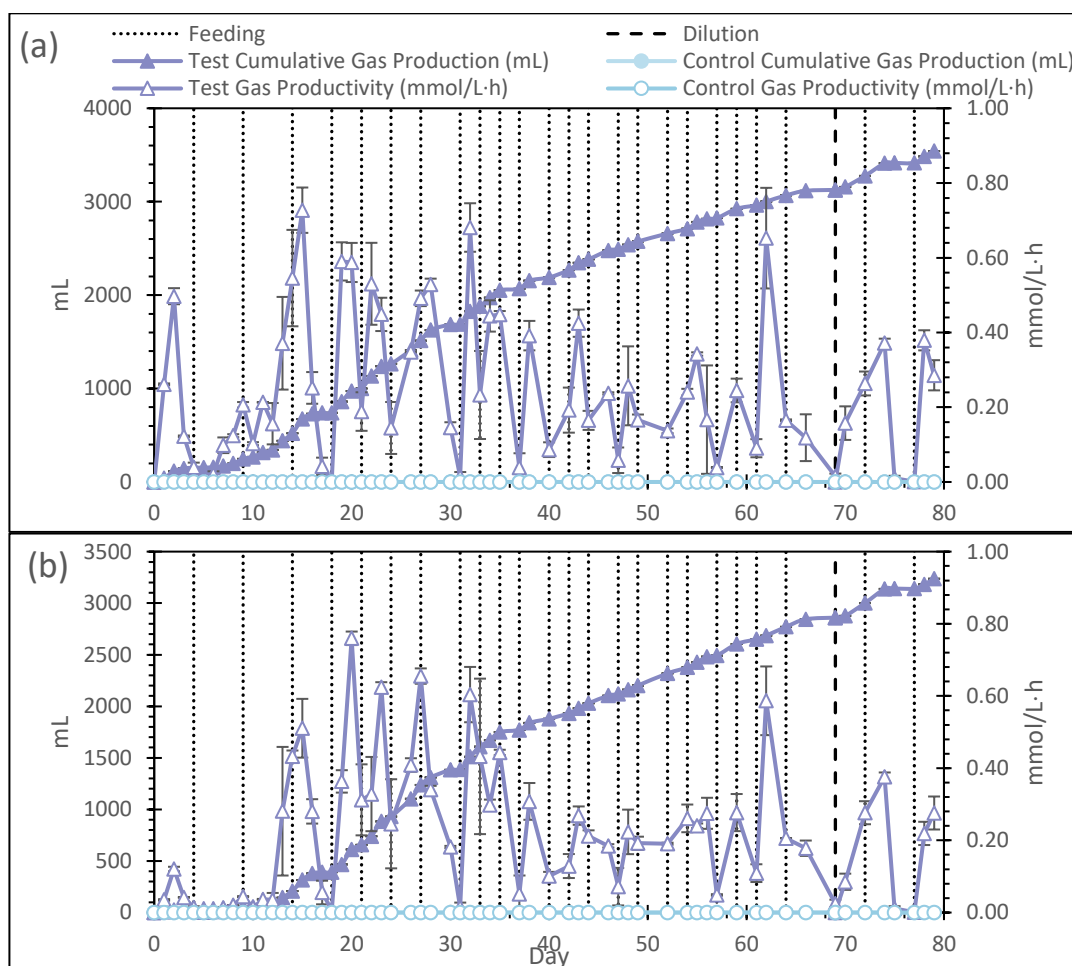 (a)
Feeding Dilution
Test Cumulative Gas Production (mL) Control Cumulative Gas Production (mL)
Test Gas Productivity (mmol/L·h) Control Gas Productivity (mmol/L·h)
4000 1.00
0.80
3000
0.60
mL 2000 mmol/L·h
0.40
1000
0.20
0 0.00
0 10 20 30 40 50 60 70 80
(b)
3500 1.00
3000
0.80
2500
0.60
2000
mL mmol/L·h
1500
0.40
1000
0.20
500
0 0.00
0 10 20 30 40 50 60 70 80
Day